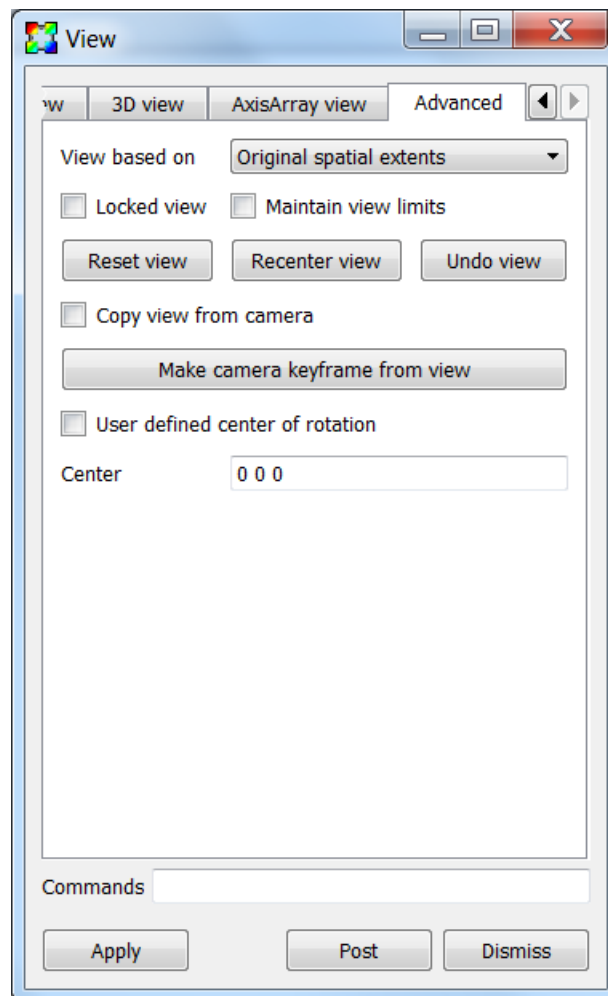 View
ew 3D view AxisArray view Advanced
View based on Original spatial extents
Locked view Maintain view limits
Reset view Recenter view Undo view
Copy view from camera
Make camera keyframe from view
User defined center of rotation
Center 0 0 0
Commands
Apply Post Dismiss